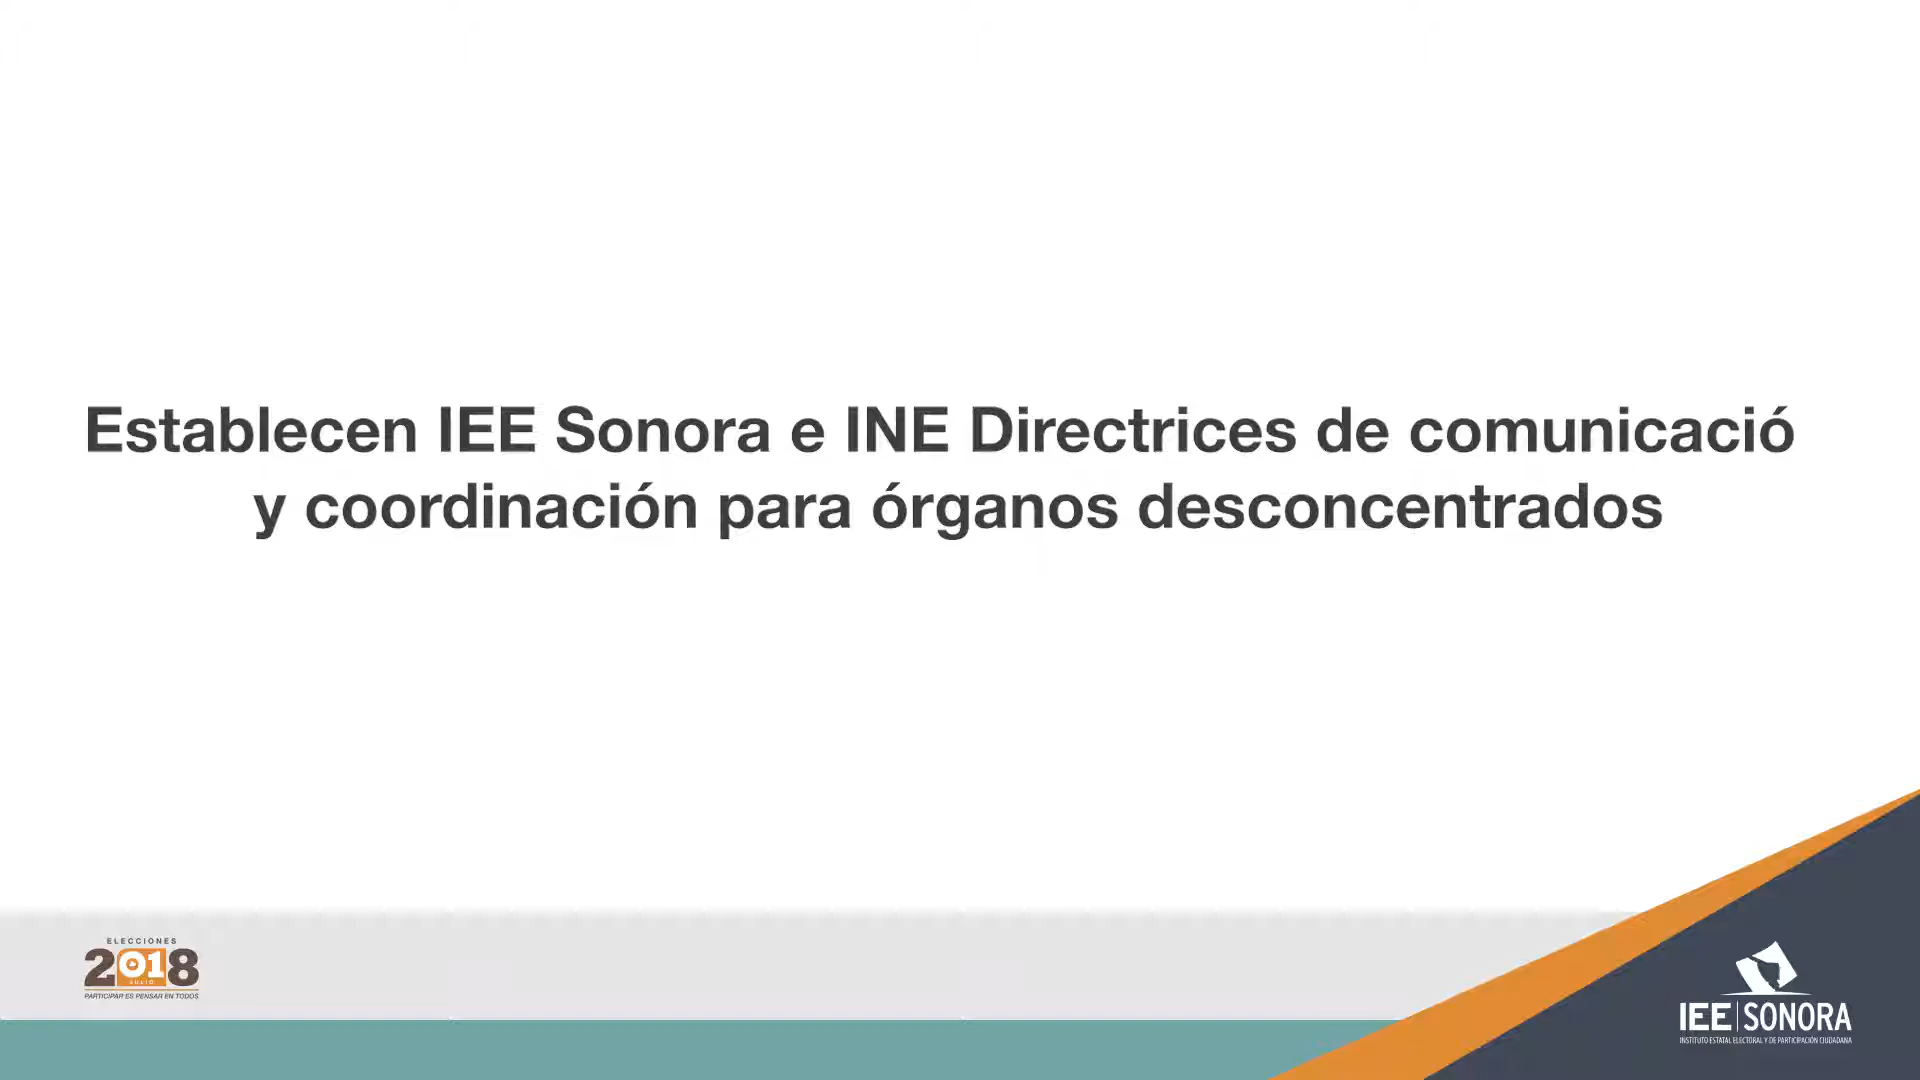 Establecen IEE Sonora e INE Directrices de comunicació
y coordinación para órganos desconcentrados
ELECCIONES
2018
JULIO
PARTICIPAR ES PENSAR EN TODOS
IEE SONORA
INSTITUTO ESTATAL ELECTORAL Y DE PARTICIPACIÓN CIUDADANA